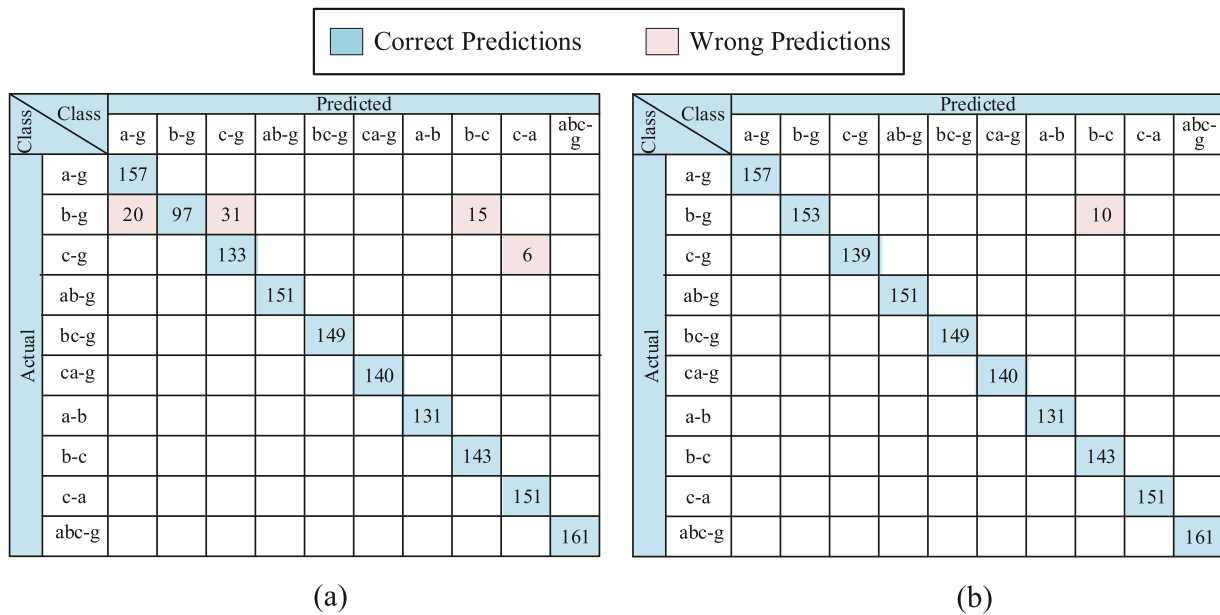 Correct Predictions Wrong Predictions
Class Class Predicted
a-g b-g c-g ab-g bc-g ca-g a-b b-c c-a abc-g
Actual
a-g 157
b-g 20 97 31 15
c-g 133 6
ab-g 151
bc-g 149
ca-g 140
a-b 131
b-c 143
c-a 151
abc-g 161
(a)
Class Class Predicted
a-g b-g c-g ab-g bc-g ca-g a-b b-c c-a abc-g
Actual
a-g 157
b-g 153 10
c-g 139
ab-g 151
bc-g 149
ca-g 140
a-b 131
b-c 143
c-a 151
abc-g 161
(b)